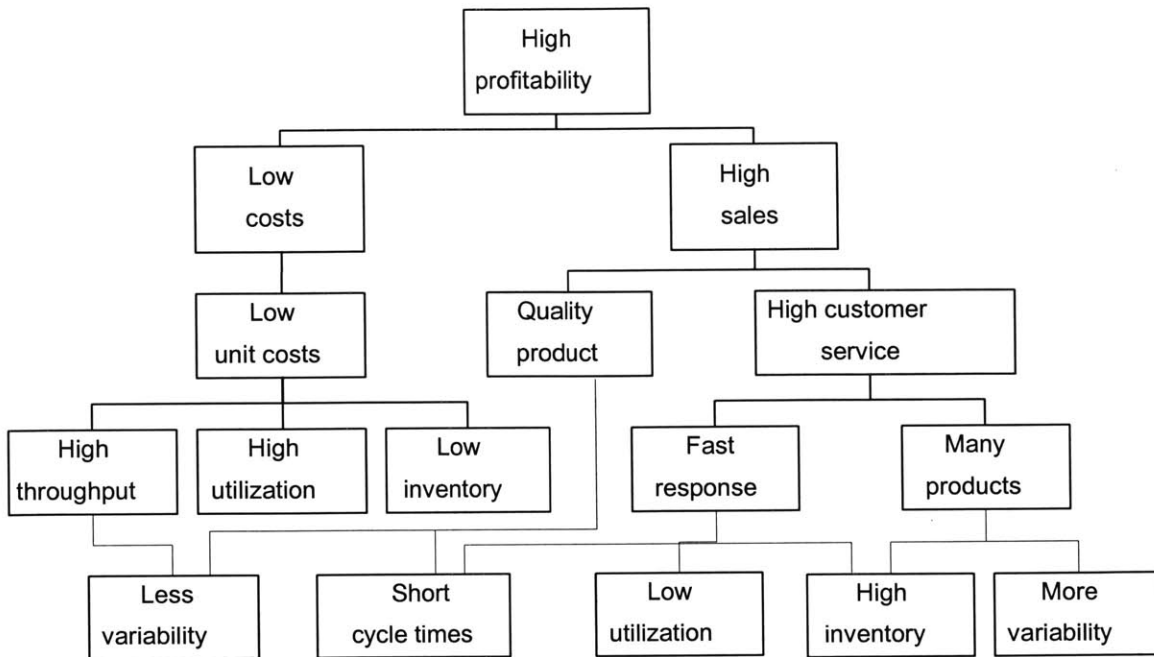 High
profitability
Low
costs
High
sales
Low
unit costs
Quality
product
High customer
service
High
throughput
High
utilization
Low
inventory
Fast
response
Many
products
Less
variability
Short
cycle times
Low
utilization
High
inventory
More
variability